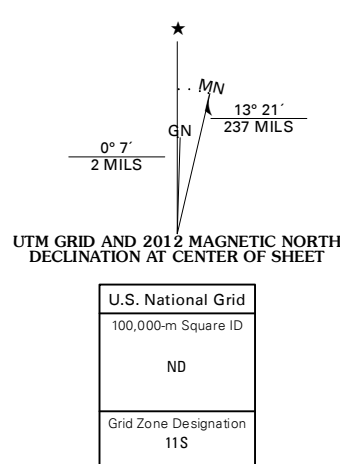 ★
MN
GN
13° 21´
237 MILS
0° 7´
2 MILS
UTM GRID AND 2012 MAGNETIC NORTH
DECLINATION AT CENTER OF SHEET
U.S. National Grid
100,000-m Square ID
ND
Grid Zone Designation
11S